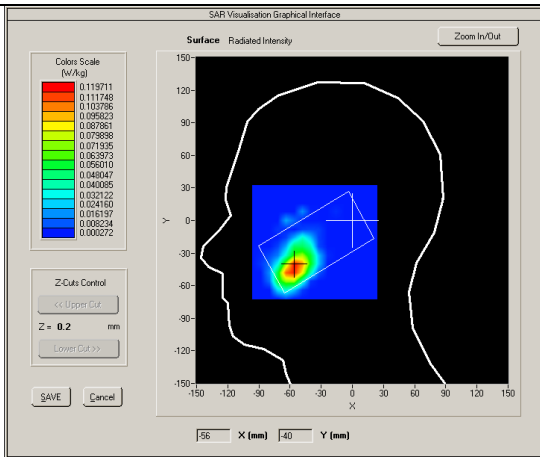 SAR Visualisation Graphical Interface
Surface Radiated Intensity
Zoom In/Out
Colors Scale
(W/kg)
0.119711
0.111748
0.103786
0.095823
0.087861
0.079898
0.071935
0.063973
0.056010
0.048047
0.040085
0.032122
0.024160
0.016197
0.008234
0.000272
Z-Cuts Control
<< Upper Cut
Z = 0.2 mm
Lower Cut >>
SAVE Cancel
150
120
90
60
30
0
-30
-60
-90
-120
-150
Y
-150 -120 -90 -60 -30 0 30 60 90 120 150
X
-56 X (mm) -40 Y (mm)